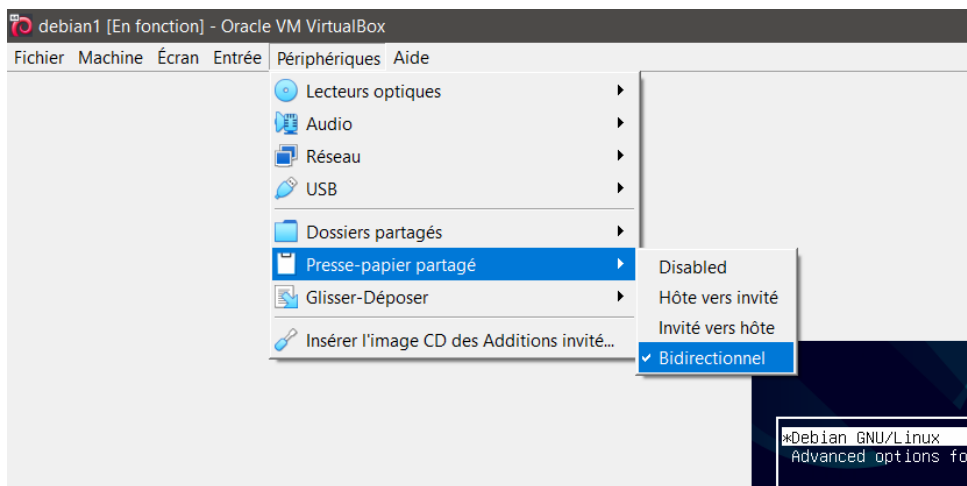 debian1 [En fonction] - Oracle VM VirtualBox
Fichier Machine Écran Entrée Périphériques Aide
Lecteurs optiques
Audio
Réseau
USB
Dossiers partagés
Presse-papier partagé
Glisser-Déposer
Insérer l'image CD des Additions invité...
Disabled
Hôte vers invité
Invité vers hôte
Bidirectionnel
*Debian GNU/Linux
Advanced options fo